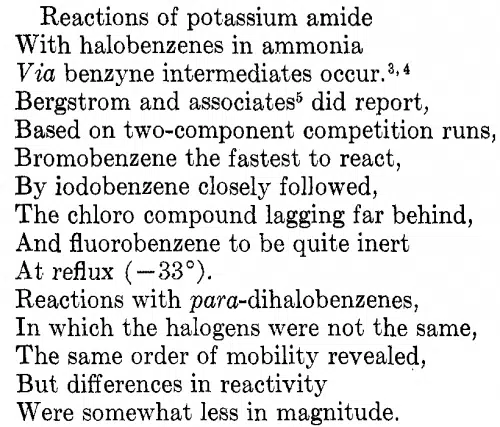 Reactions of potassium amide
With halobenzenes in ammonia
Via benzyne intermediates occur.³,⁴
Bergstrom and associates⁵ did report,
Based on two-component competition runs,
Bromobenzene the fastest to react,
By iodobenzene closely followed,
The chloro compound lagging far behind,
And fluorobenzene to be quite inert
At reflux (−33°).
Reactions with para-dihalobenzenes,
In which the halogens were not the same,
The same order of mobility revealed,
But differences in reactivity
Were somewhat less in magnitude.